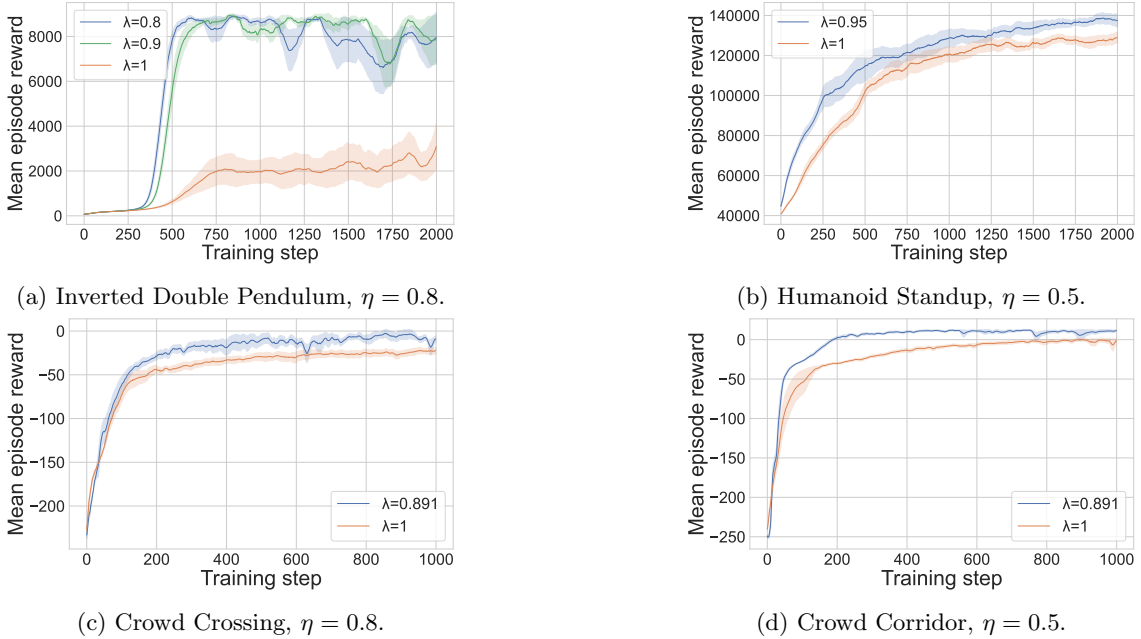 Mean episode reward
8000
6000
4000
2000
0
λ=0.8
λ=0.9
λ=1
0 250 500 750 1000 1250 1500 1750 2000
Training step
(a) Inverted Double Pendulum, η = 0.8.
Mean episode reward
140000
120000
100000
80000
60000
40000
λ=0.95
λ=1
0 250 500 750 1000 1250 1500 1750 2000
Training step
(b) Humanoid Standup, η = 0.5.
Mean episode reward
0
−50
−100
−150
−200
λ=0.891
λ=1
0 200 400 600 800 1000
Training step
(c) Crowd Crossing, η = 0.8.
Mean episode reward
0
−50
−100
−150
−200
−250
λ=0.891
λ=1
0 200 400 600 800 1000
Training step
(d) Crowd Corridor, η = 0.5.